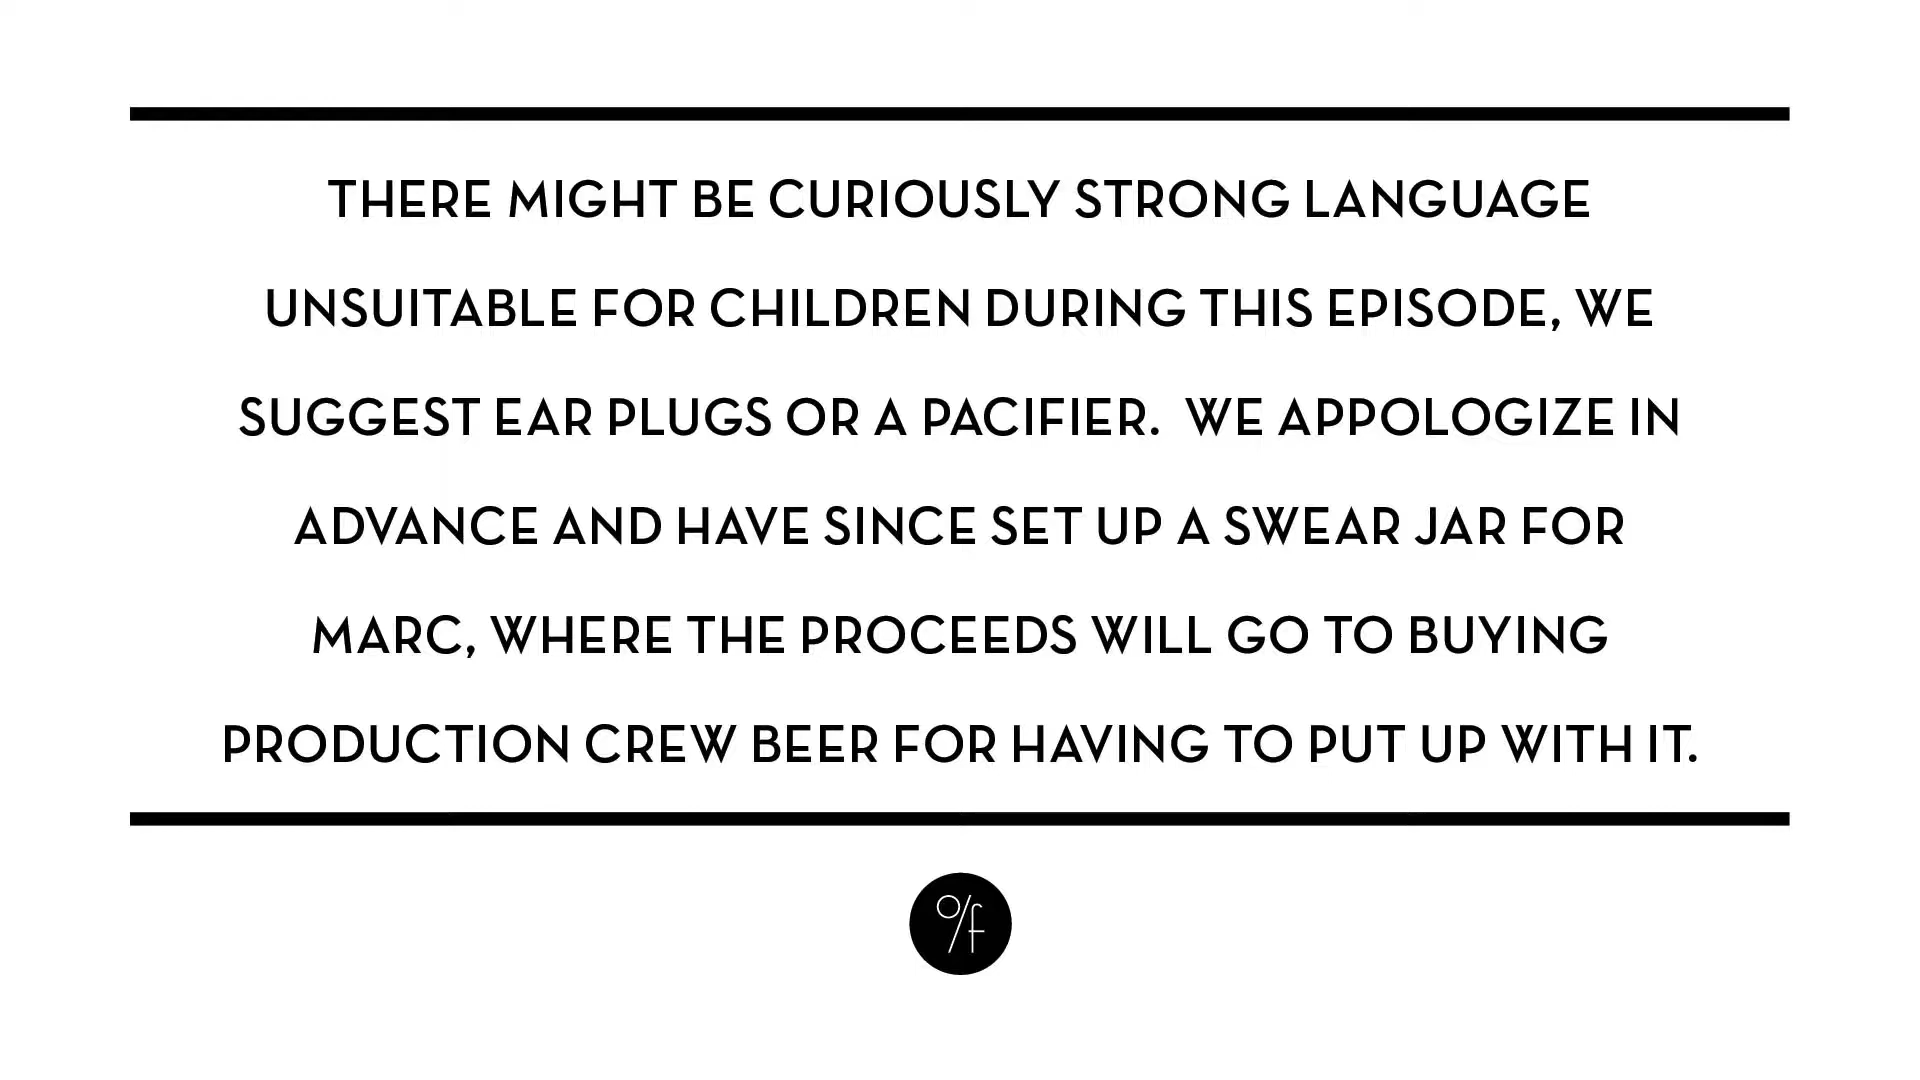 THERE MIGHT BE CURIOUSLY STRONG LANGUAGE
UNSUITABLE FOR CHILDREN DURING THIS EPISODE, WE
SUGGEST EAR PLUGS OR A PACIFIER.  WE APPOLOGIZE IN
ADVANCE AND HAVE SINCE SET UP A SWEAR JAR FOR
MARC, WHERE THE PROCEEDS WILL GO TO BUYING
PRODUCTION CREW BEER FOR HAVING TO PUT UP WITH IT.
o/f